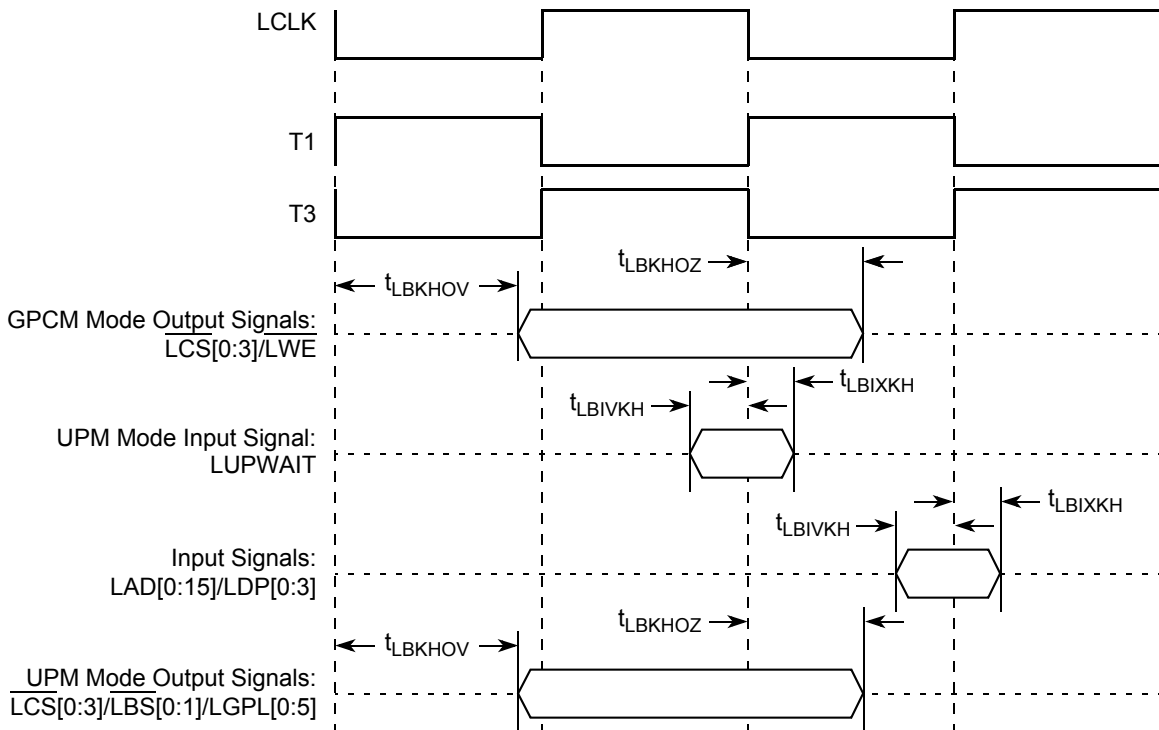 LCLK
T1
T3
tLBKHOZ
tLBKHOV
GPCM Mode Output Signals:
LCS[0:3]/LWE
tLBIXKH
tLBIVKH
UPM Mode Input Signal:
LUPWAIT
tLBIXKH
tLBIVKH
Input Signals:
LAD[0:15]/LDP[0:3]
tLBKHOZ
tLBKHOV
UPM Mode Output Signals:
LCS[0:3]/LBS[0:1]/LGPL[0:5]